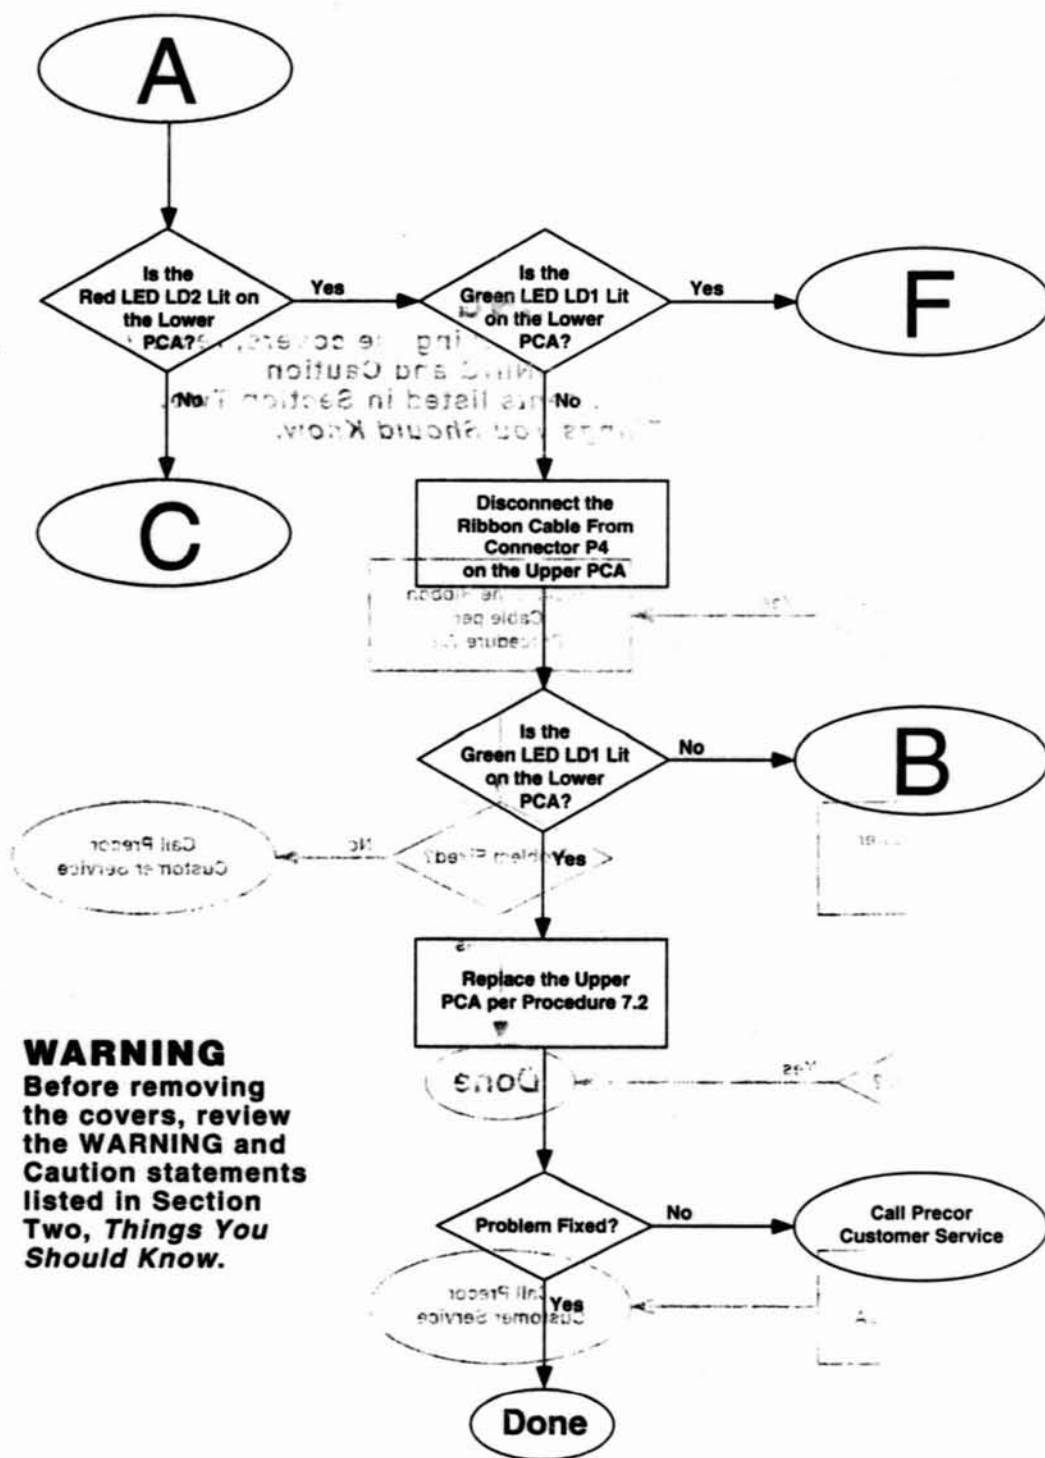 A
Is the
Red LED LD2 Lit on
the Lower
PCA?
Yes
Is the
Green LED LD1 Lit
on the Lower
PCA?
Yes
F
No
No
C
Disconnect the
Ribbon Cable From
Connector P4
on the Upper PCA
Is the
Green LED LD1 Lit
on the Lower
PCA?
No
B
Yes
Replace the Upper
PCA per Procedure 7.2
WARNING
Before removing
the covers, review
the WARNING and
Caution statements
listed in Section
Two, Things You
Should Know.
Problem Fixed?
No
Call Precor
Customer Service
Yes
Done